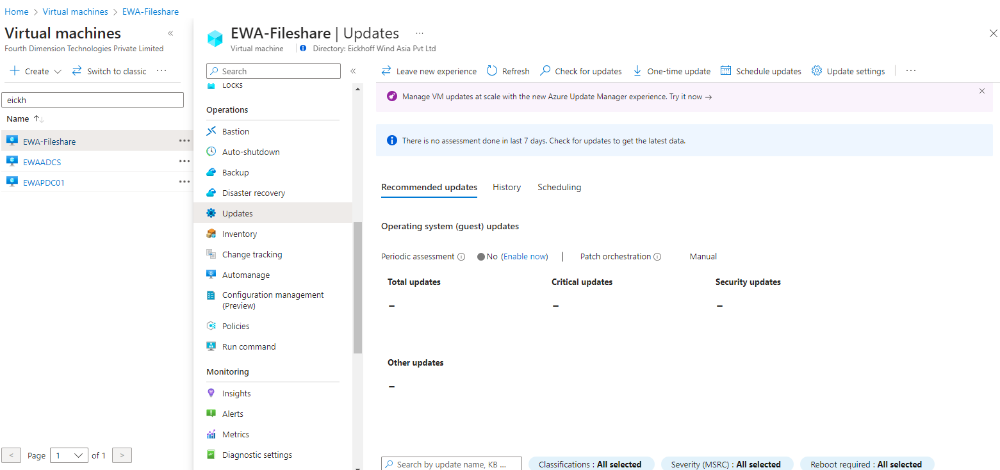 Home > Virtual machines > EWA-Fileshare
Virtual machines «
Fourth Dimension Technologies Private Limited
+ Create Switch to classic ...
eickh
Name ↑↓
EWA-Fileshare ...
EWAADCS ...
EWAPDC01 ...
< Page 1 of 1 >
EWA-Fileshare | Updates ...
Virtual machine Directory: Eickhoff Wind Asia Pvt Ltd
Search «
Locks
Operations
Bastion
Auto-shutdown
Backup
Disaster recovery
Updates
Inventory
Change tracking
Automanage
Configuration management
(Preview)
Policies
Run command
Monitoring
Insights
Alerts
Metrics
Diagnostic settings
Leave new experience Refresh Check for updates One-time update Schedule updates Update settings ...
Manage VM updates at scale with the new Azure Update Manager experience. Try it now →
There is no assessment done in last 7 days. Check for updates to get the latest data.
Recommended updates History Scheduling
Operating system (guest) updates
Periodic assessment No (Enable now) | Patch orchestration Manual
Total updates Critical updates Security updates
– – –
Other updates
–
Search by update name, KB ... Classifications : All selected Severity (MSRC) : All selected Reboot required : All selected